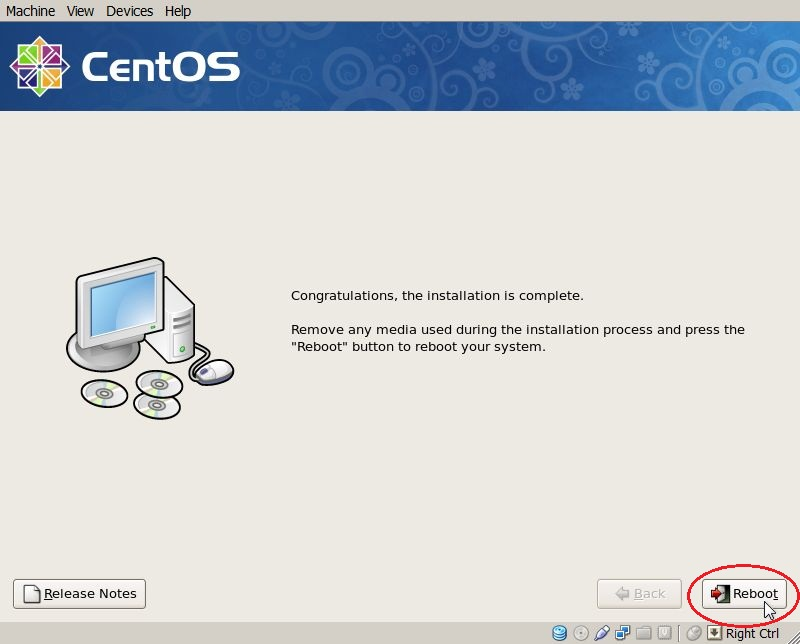 Machine View Devices Help
CentOS
Congratulations, the installation is complete.
Remove any media used during the installation process and press the
"Reboot" button to reboot your system.
Release Notes
Back
Reboot
Right Ctrl